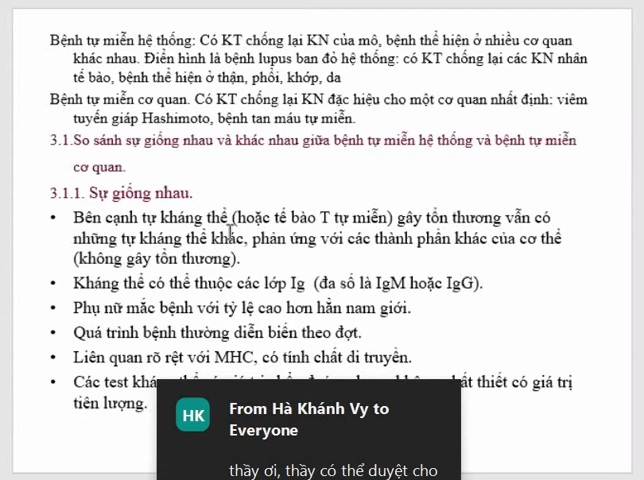 Bệnh tự miễn hệ thống: Có KT chống lại KN của mô, bệnh thể hiện ở nhiều cơ quan
khác nhau. Điển hình là bệnh lupus ban đỏ hệ thống: có KT chống lại các KN nhân
tế bào, bệnh thể hiện ở thận, phổi, khớp, da
Bệnh tự miễn cơ quan. Có KT chống lại KN đặc hiệu cho một cơ quan nhất định: viêm
tuyến giáp Hashimoto, bệnh tan máu tự miễn.
3.1.So sánh sự giống nhau và khác nhau giữa bệnh tự miễn hệ thống và bệnh tự miễn
cơ quan.
3.1.1. Sự giống nhau.
• Bên cạnh tự kháng thể (hoặc tế bào T tự miễn) gây tổn thương vẫn có
những tự kháng thể khác, phản ứng với các thành phần khác của cơ thể
(không gây tổn thương).
• Kháng thể có thể thuộc các lớp Ig (đa số là IgM hoặc IgG).
• Phụ nữ mắc bệnh với tỷ lệ cao hơn hẳn nam giới.
• Quá trình bệnh thường diễn biến theo đợt.
• Liên quan rõ rệt với MHC, có tính chất di truyền.
• Các test thiết có giá trị
tiên lượng.
HK
From Hà Khánh Vy to
Everyone
thầy ơi, thầy có thể duyệt cho